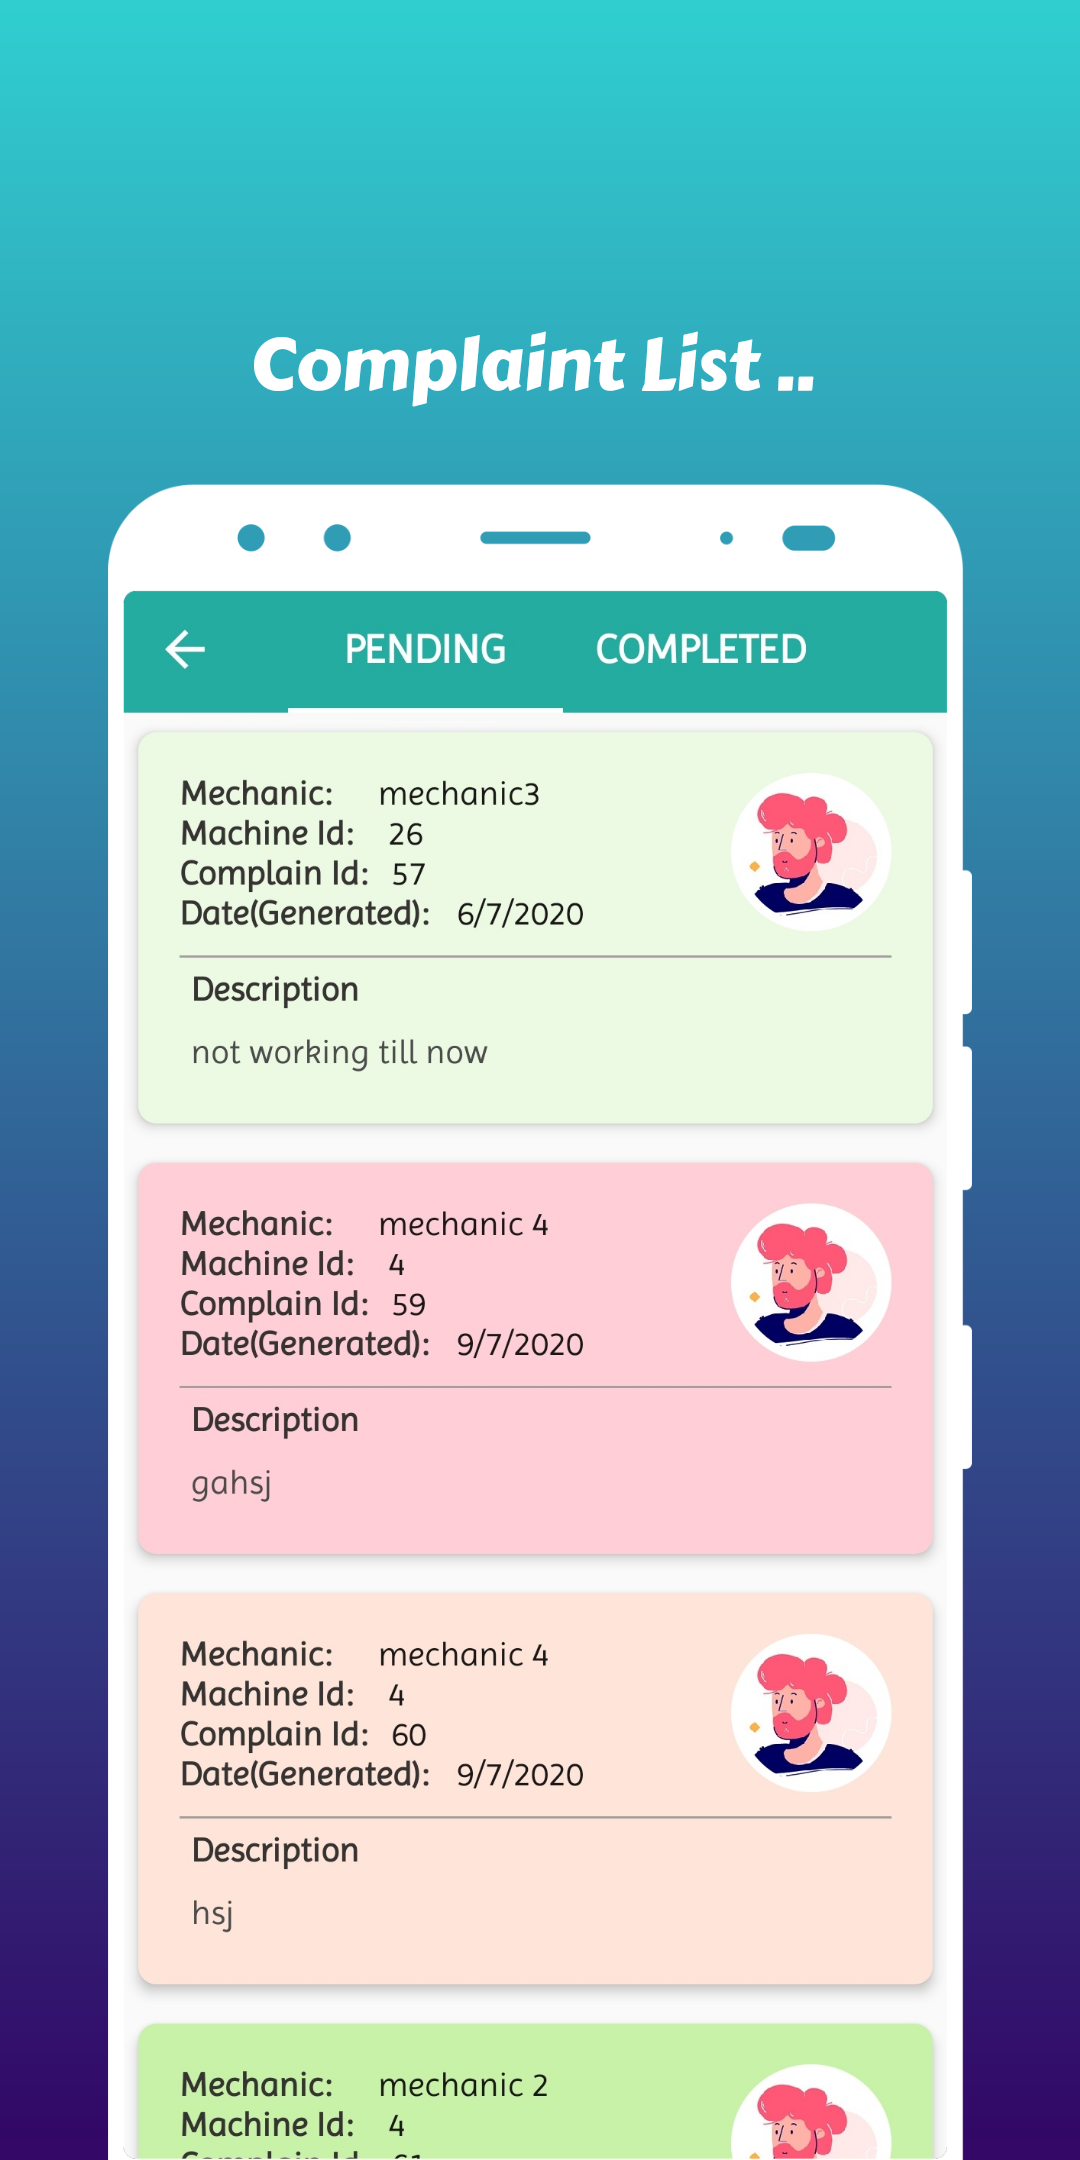 Complaint List ..
PENDING COMPLETED
Mechanic: mechanic3
Machine Id: 26
Complain Id: 57
Date(Generated): 6/7/2020
Description
not working till now
Mechanic: mechanic 4
Machine Id: 4
Complain Id: 59
Date(Generated): 9/7/2020
Description
gahsj
Mechanic: mechanic 4
Machine Id: 4
Complain Id: 60
Date(Generated): 9/7/2020
Description
hsj
Mechanic: mechanic 2
Machine Id: 4